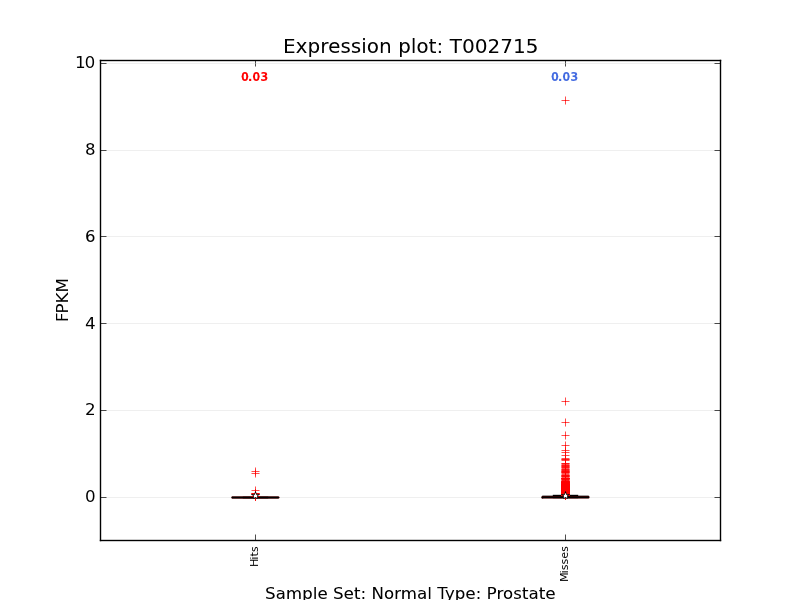 Expression plot: T002715
10
0.03
0.03
8
6
FPKM
4
2
0
Hits
Misses
Sample Set: Normal Type: Prostate